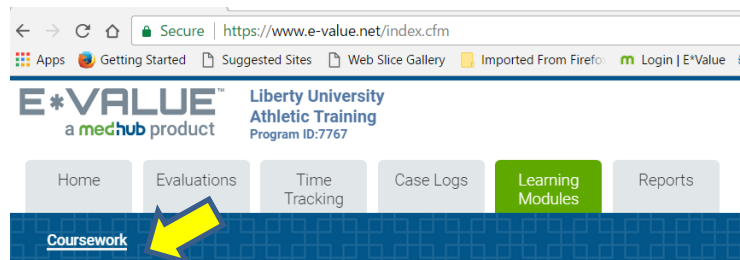 Secure https://www.e-value.net/index.cfm
Apps Getting Started Suggested Sites Web Slice Gallery Imported From Firefo Login | E*Value
E*VALUE™
a medhub product
Liberty University
Athletic Training
Program ID:7767
Home
Evaluations
Time
Tracking
Case Logs
Learning
Modules
Reports
Coursework